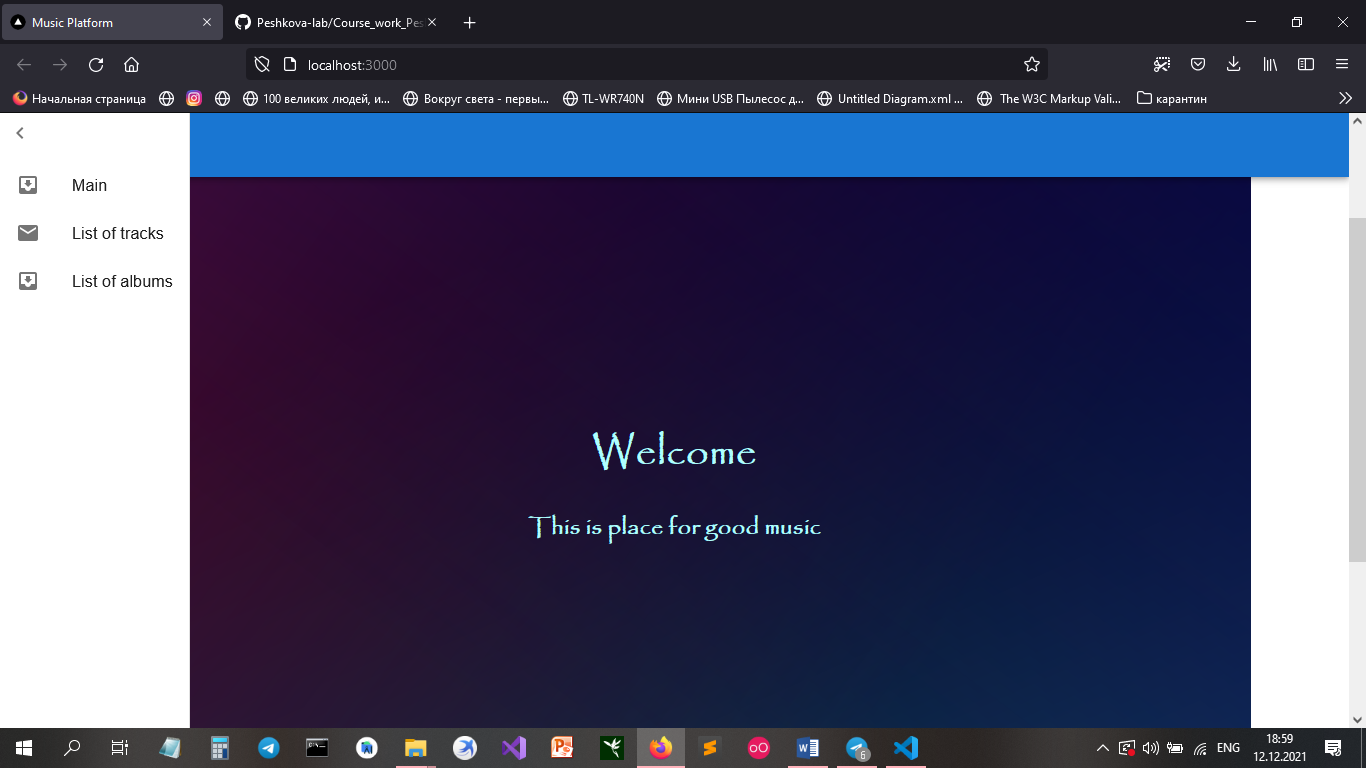 Music Platform
Peshkova-lab/Course_work_Pes
localhost:3000
Начальная страница
100 великих людей, и...
Вокруг света - первы...
TL-WR740N
Мини USB Пылесос д...
Untitled Diagram.xml ...
The W3C Markup Vali...
карантин
Main
List of tracks
List of albums
Welcome
This is place for good music
6
ENG
18:59
12.12.2021